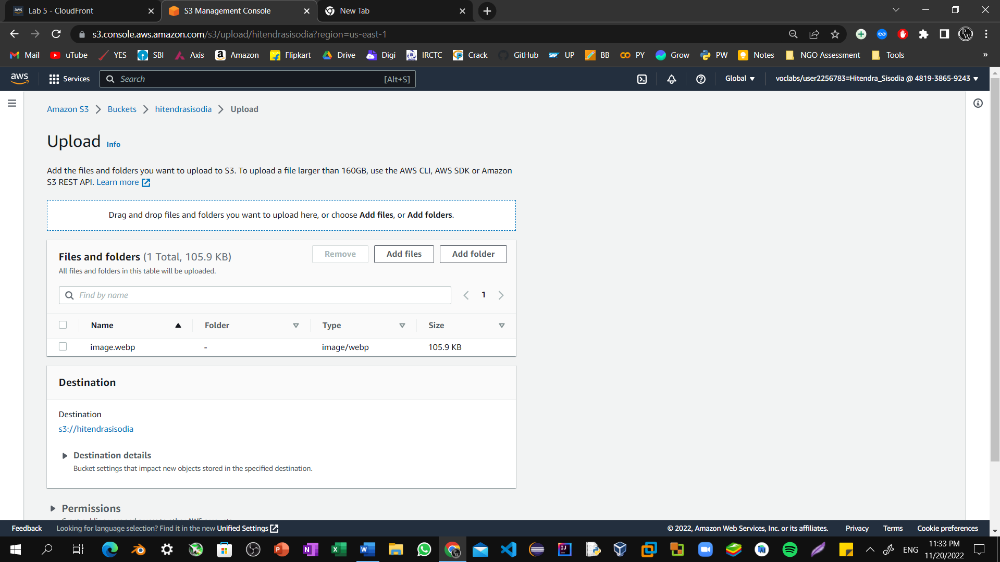 Lab 5 - CloudFront
S3 Management Console
New Tab
s3.console.aws.amazon.com/s3/upload/hitendrasisodia?region=us-east-1
Mail uTube YES SBI Axis Amazon Flipkart Drive Digi IRCTC Crack GitHub UP BB PY Grow PW Notes NGO Assessment Tools »
aws Services Search [Alt+S] Global voclabs/user2256783=Hitendra_Sisodia @ 4819-3865-9243
Amazon S3 > Buckets > hitendrasisodia > Upload
Upload Info
Add the files and folders you want to upload to S3. To upload a file larger than 160GB, use the AWS CLI, AWS SDK or Amazon
S3 REST API. Learn more
Drag and drop files and folders you want to upload here, or choose Add files, or Add folders.
Files and folders (1 Total, 105.9 KB) Remove Add files Add folder
All files and folders in this table will be uploaded.
Find by name 1
Name Folder Type Size
image.webp - image/webp 105.9 KB
Destination
Destination
s3://hitendrasisodia
Destination details
Bucket settings that impact new objects stored in the specified destination.
Permissions
Feedback Looking for language selection? Find it in the new Unified Settings © 2022, Amazon Web Services, Inc. or its affiliates. Privacy Terms Cookie preferences
ENG 11:33 PM
11/20/2022